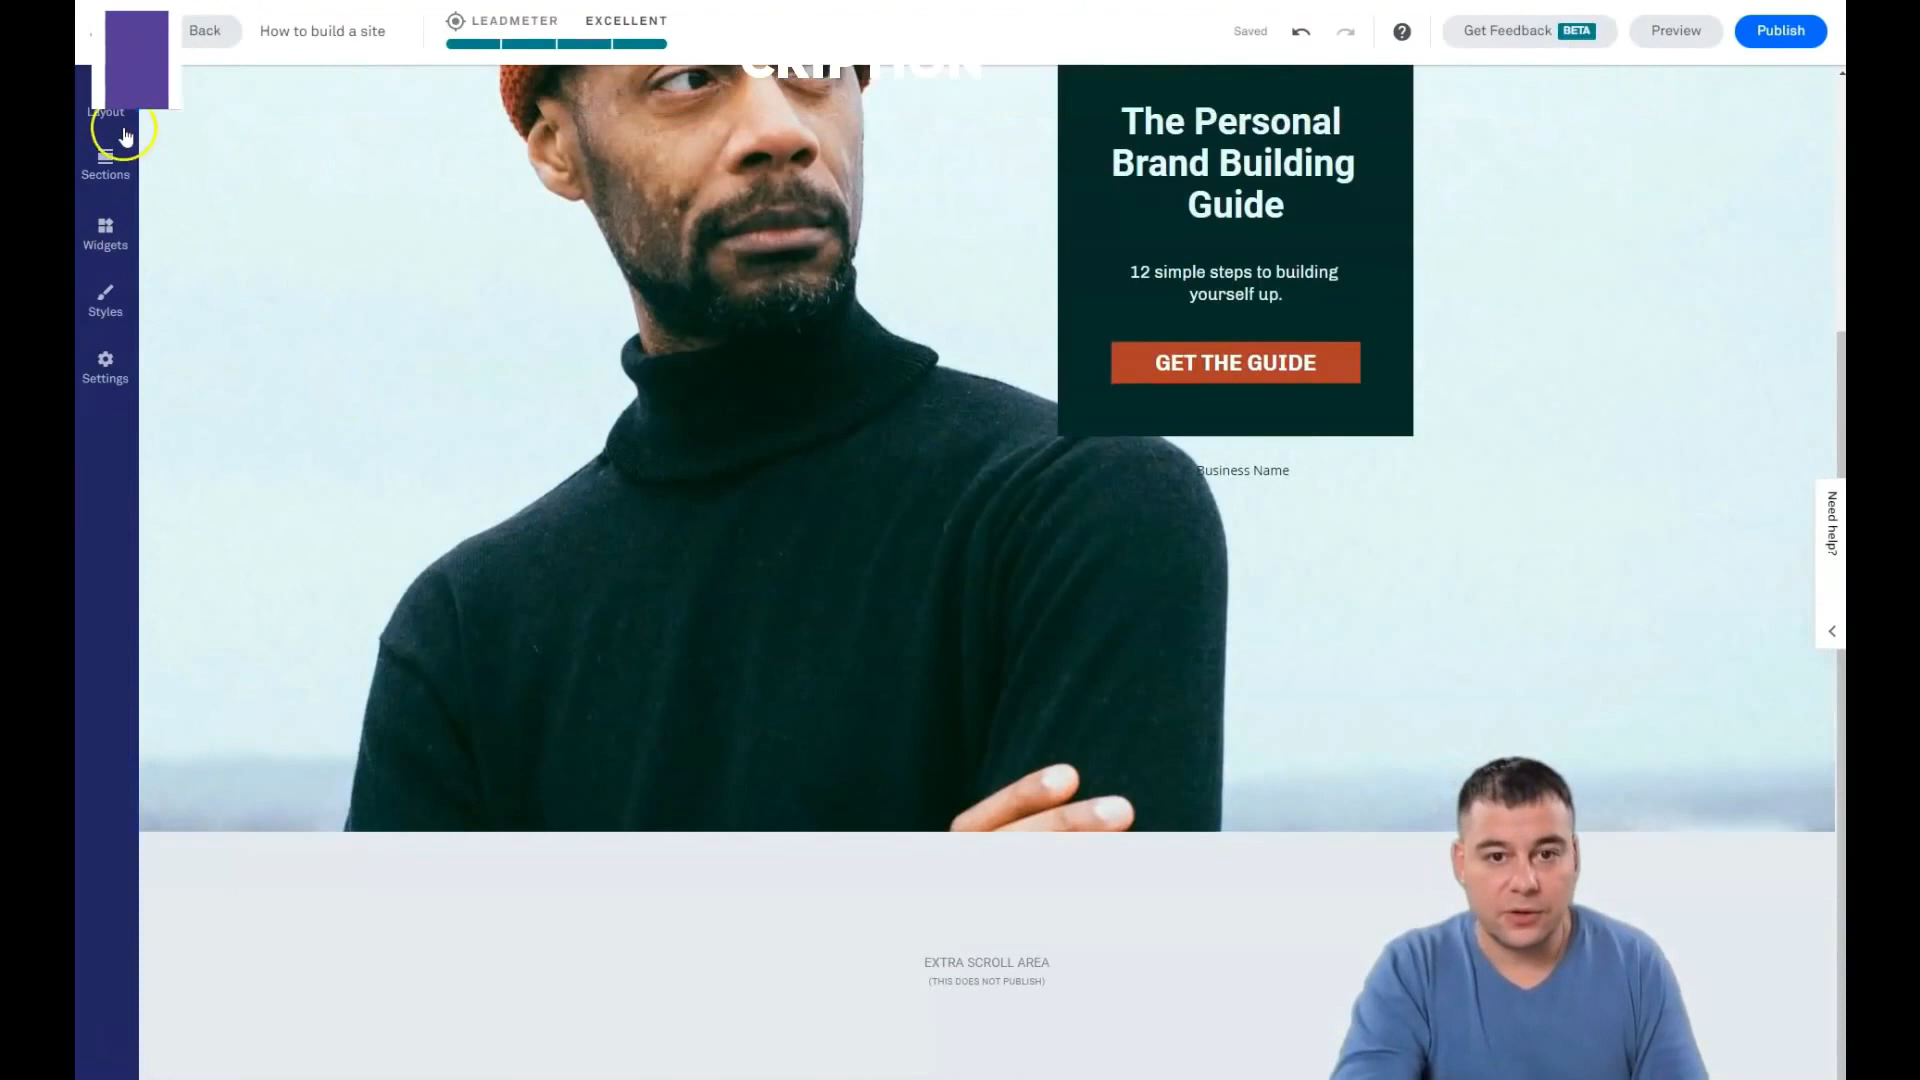 Back
How to build a site
LEADMETER EXCELLENT
Saved
Get Feedback BETA
Preview
Publish
Layout
Sections
Widgets
Styles
Settings
The Personal
Brand Building
Guide
12 simple steps to building
yourself up.
GET THE GUIDE
Business Name
Need help?
EXTRA SCROLL AREA
(THIS DOES NOT PUBLISH)